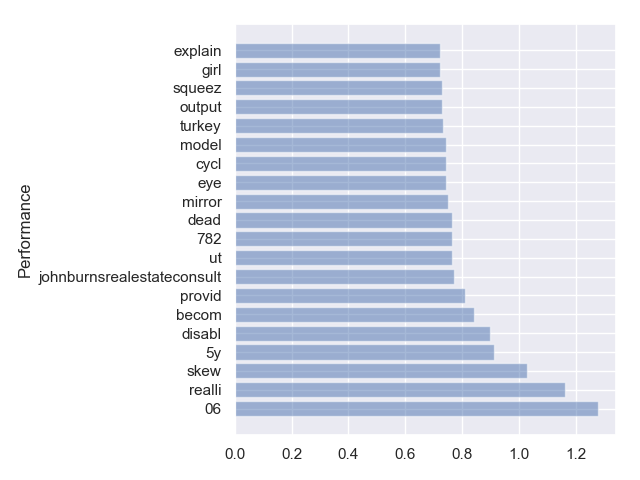 Performance
explain
girl
squeez
output
turkey
model
cycl
eye
mirror
dead
782
ut
johnburnsrealestateconsult
provid
becom
disabl
5y
skew
realli
06
0.0 0.2 0.4 0.6 0.8 1.0 1.2